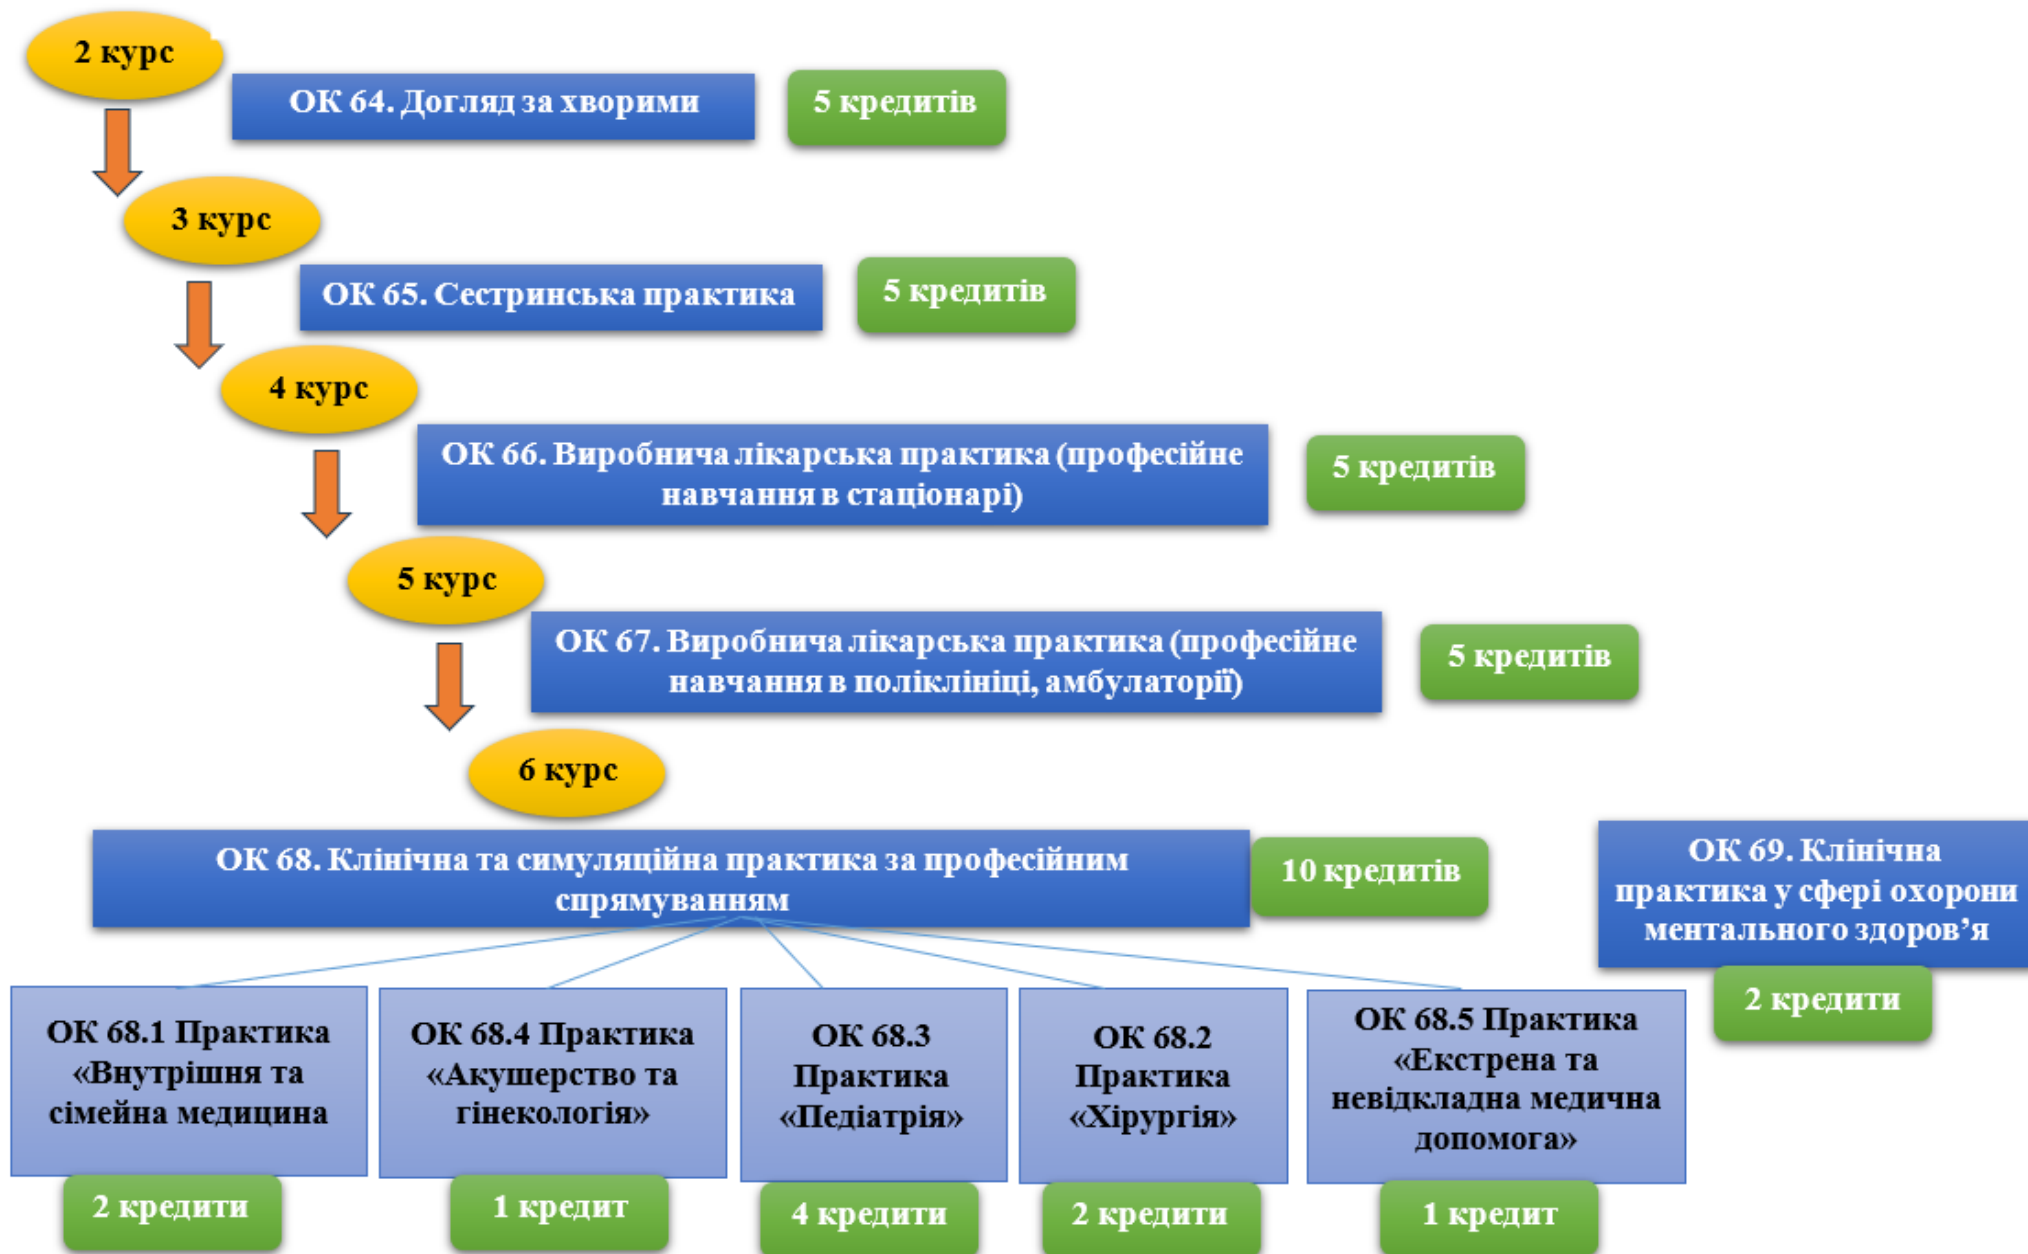 2 курс
ОК 64. Догляд за хворими
5 кредитів
3 курс
ОК 65. Сестринська практика
5 кредитів
4 курс
ОК 66. Виробнича лікарська практика (професійне
навчання в стаціонарі)
5 кредитів
5 курс
ОК 67. Виробнича лікарська практика (професійне
навчання в поліклініці, амбулаторії)
5 кредитів
6 курс
ОК 68. Клінічна та симуляційна практика за професійним
спрямуванням
10 кредитів
ОК 69. Клінічна
практика у сфері охорони
ментального здоров’я
2 кредити
ОК 68.1 Практика
«Внутрішня та
сімейна медицина
2 кредити
ОК 68.4 Практика
«Акушерство та
гінекологія»
1 кредит
ОК 68.3
Практика
«Педіатрія»
4 кредити
ОК 68.2
Практика
«Хірургія»
2 кредити
ОК 68.5 Практика
«Екстрена та
невідкладна медична
допомога»
1 кредит